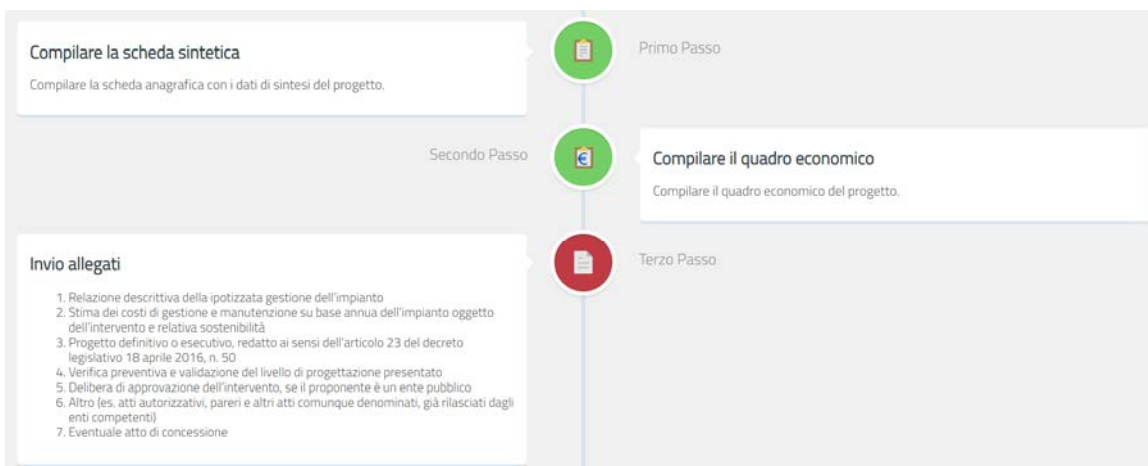 Compilare la scheda sintetica
Compilare la scheda anagrafica con i dati di sintesi del progetto.
Primo Passo
Secondo Passo
€
Compilare il quadro economico
Compilare il quadro economico del progetto.
Invio allegati
Terzo Passo
1. Relazione descrittiva della ipotizzata gestione dell'impianto
2. Stima dei costi di gestione e manutenzione su base annua dell'impianto oggetto
dell'intervento e relativa sostenibilità
3. Progetto definitivo o esecutivo, redatto ai sensi dell'articolo 23 del decreto
legislativo 18 aprile 2016, n. 50
4. Verifica preventiva e validazione del livello di progettazione presentato
5. Delibera di approvazione dell'intervento, se il proponente è un ente pubblico
6. Altro (es. atti autorizzativi, pareri e altri atti comunque denominati, già rilasciati dagli
enti competenti)
7. Eventuale atto di concessione